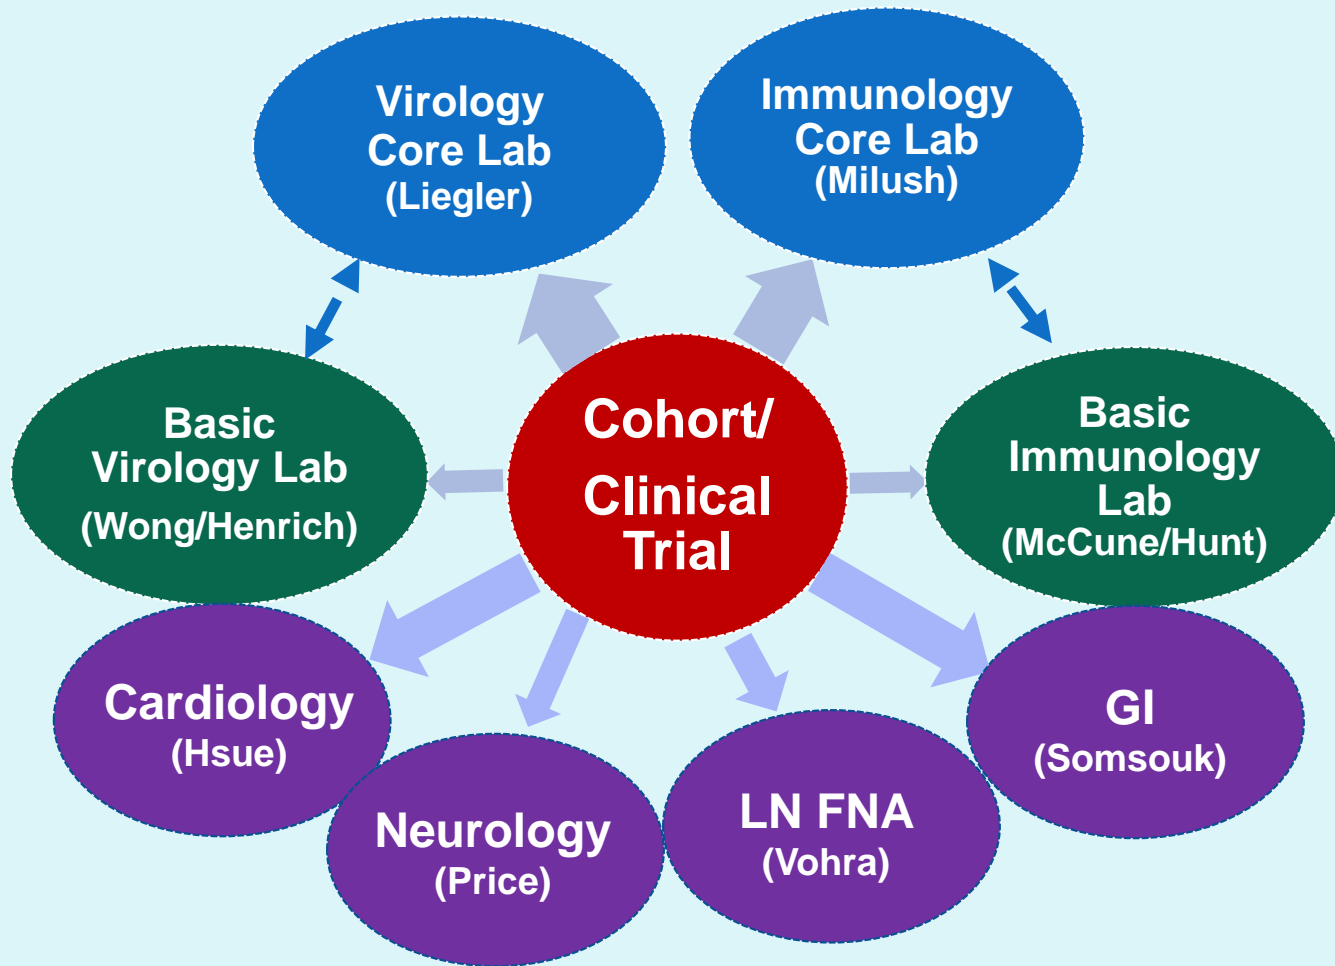 Virology
Core Lab
(Liegler)
Immunology
Core Lab
(Milush)
Basic
Virology Lab
(Wong/Henrich)
Cohort/
Clinical
Trial
Basic
Immunology
Lab
(McCune/Hunt)
Cardiology
(Hsue)
Neurology
(Price)
LN FNA
(Vohra)
GI
(Somsouk)